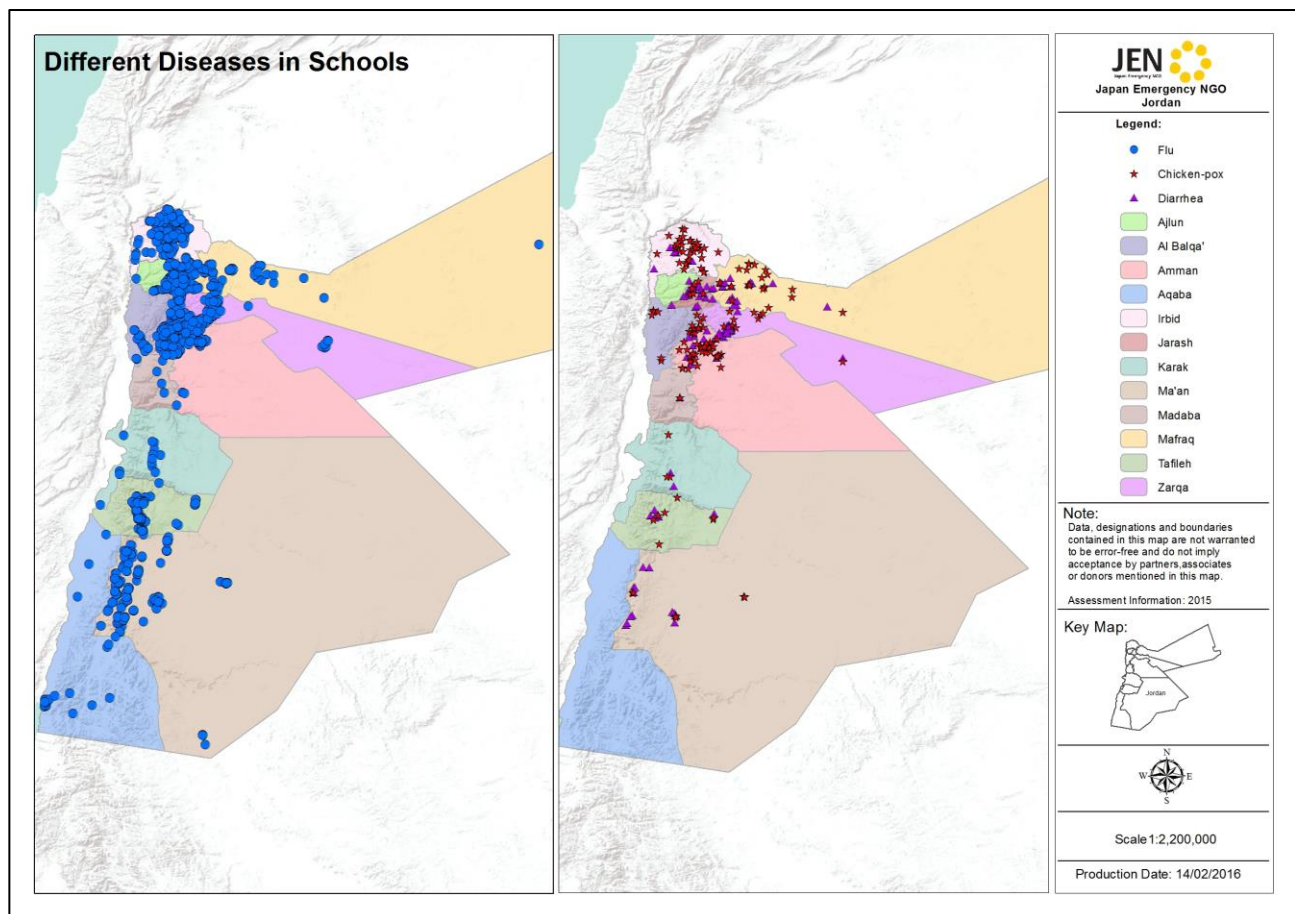 Different Diseases in Schools
JEN
Japan Emergency NGO
Japan Emergency NGO
Jordan
Legend:
Flu
Chicken-pox
Diarrhea
Ajlun
Al Balqa'
Amman
Aqaba
Irbid
Jarash
Karak
Ma'an
Madaba
Mafraq
Tafileh
Zarqa
Note:
Data, designations and boundaries
contained in this map are not warranted
to be error-free and do not imply
acceptance by partners,associates
or donors mentioned in this map.
Assessment Information: 2015
Key Map:
Jordan
N
W E
S
Scale 1:2,200,000
Production Date: 14/02/2016